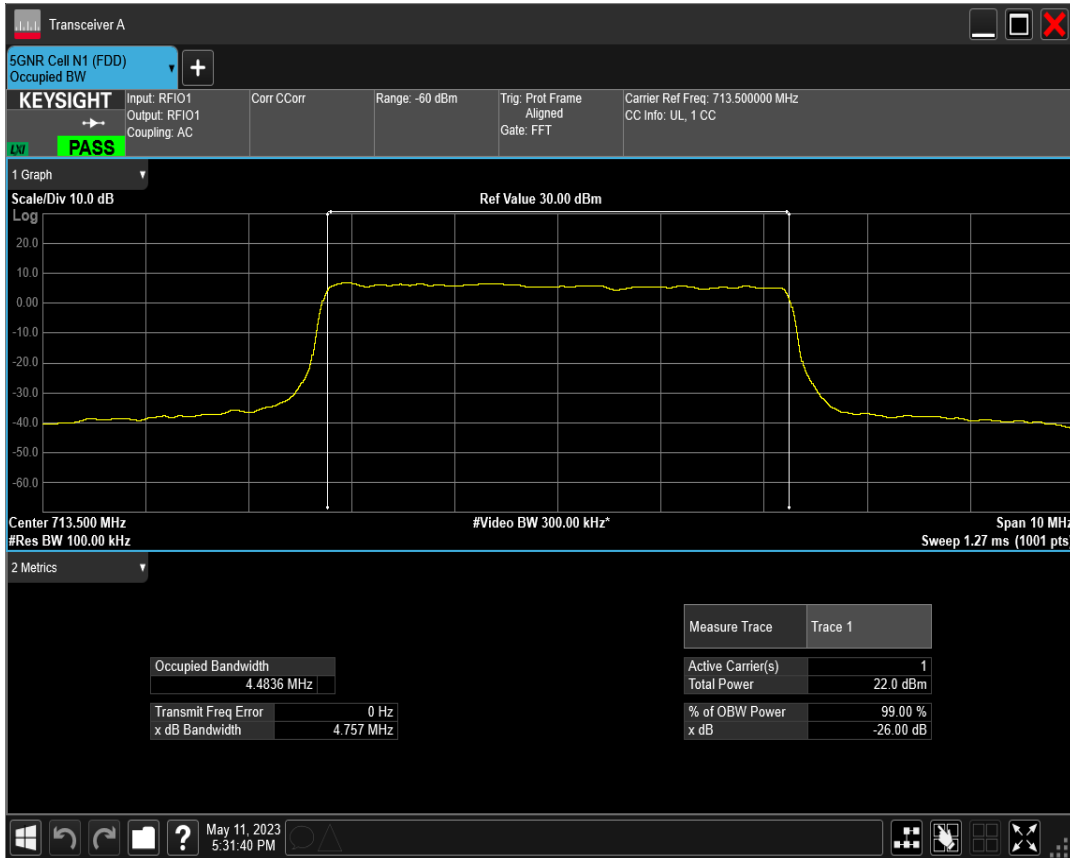 Transceiver A
5GNR Cell N1 (FDD)
Occupied BW
+
KEYSIGHT
LXI
PASS
Input: RFIO1
Output: RFIO1
Coupling: AC
Corr CCorr
Range: -60 dBm
Trig: Prot Frame
Aligned
Gate: FFT
Carrier Ref Freq: 713.500000 MHz
CC Info: UL, 1 CC
1 Graph
Scale/Div 10.0 dB
Ref Value 30.00 dBm
Log
20.0
10.0
0.00
-10.0
-20.0
-30.0
-40.0
-50.0
-60.0
Center 713.500 MHz
#Video BW 300.00 kHz*
Span 10 MHz
#Res BW 100.00 kHz
Sweep 1.27 ms (1001 pts)
2 Metrics
Measure Trace Trace 1
Occupied Bandwidth
4.4836 MHz
Active Carrier(s) 1
Total Power 22.0 dBm
Transmit Freq Error 0 Hz
x dB Bandwidth 4.757 MHz
% of OBW Power 99.00 %
x dB -26.00 dB
?
May 11, 2023
5:31:40 PM